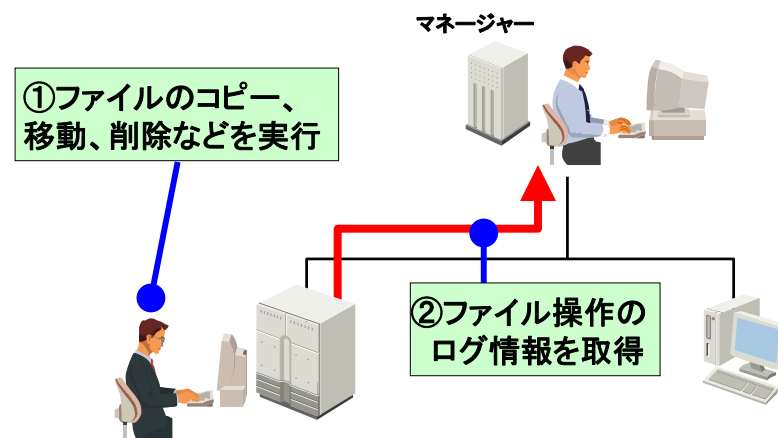 マネージャー
①ファイルのコピー、
移動、削除などを実行
②ファイル操作の
ログ情報を取得